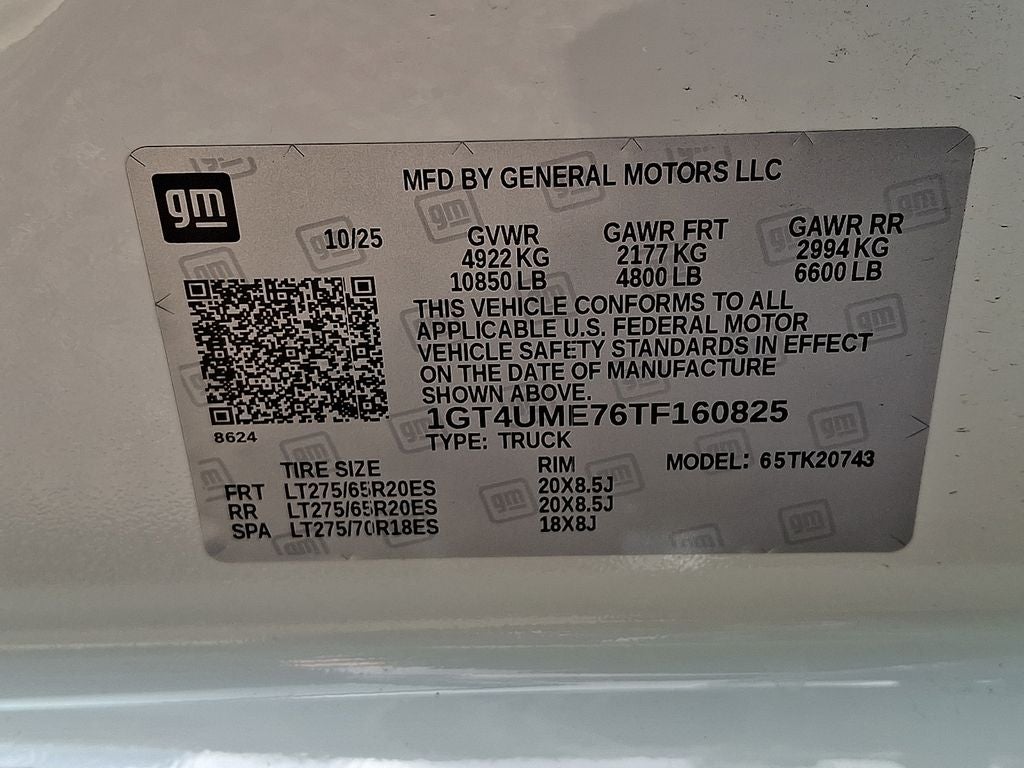 gm
MFD BY GENERAL MOTORS LLC
10/25
GVWR GAWR FRT GAWR RR
4922 KG 2177 KG 2994 KG
10850 LB 4800 LB 6600 LB
THIS VEHICLE CONFORMS TO ALL
APPLICABLE U.S. FEDERAL MOTOR
VEHICLE SAFETY STANDARDS IN EFFECT
ON THE DATE OF MANUFACTURE
SHOWN ABOVE.
1GT4UME76TF160825
8624
TYPE: TRUCK
MODEL: 65TK20743
TIRE SIZE RIM
FRT LT275/65R20ES 20X8.5J
RR LT275/65R20ES 20X8.5J
SPA LT275/70R18ES 18X8J